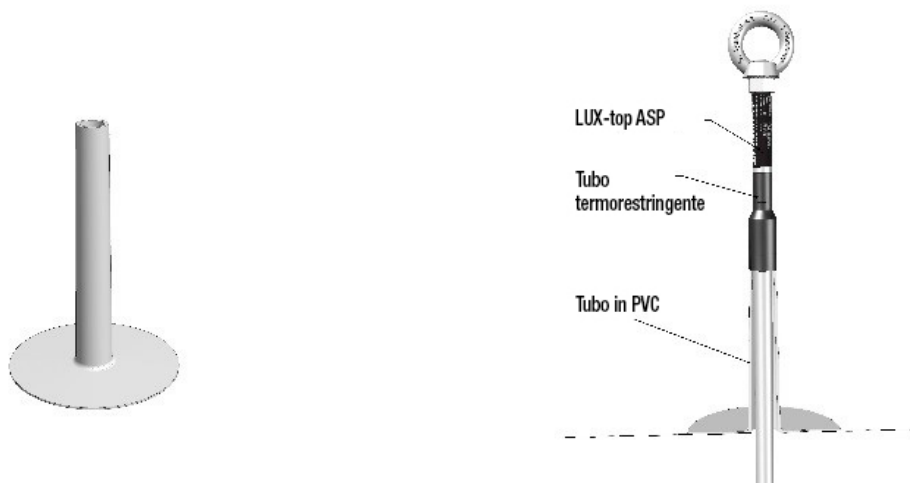 LUX-top ASP
Tubo
termorestringente
Tubo in PVC